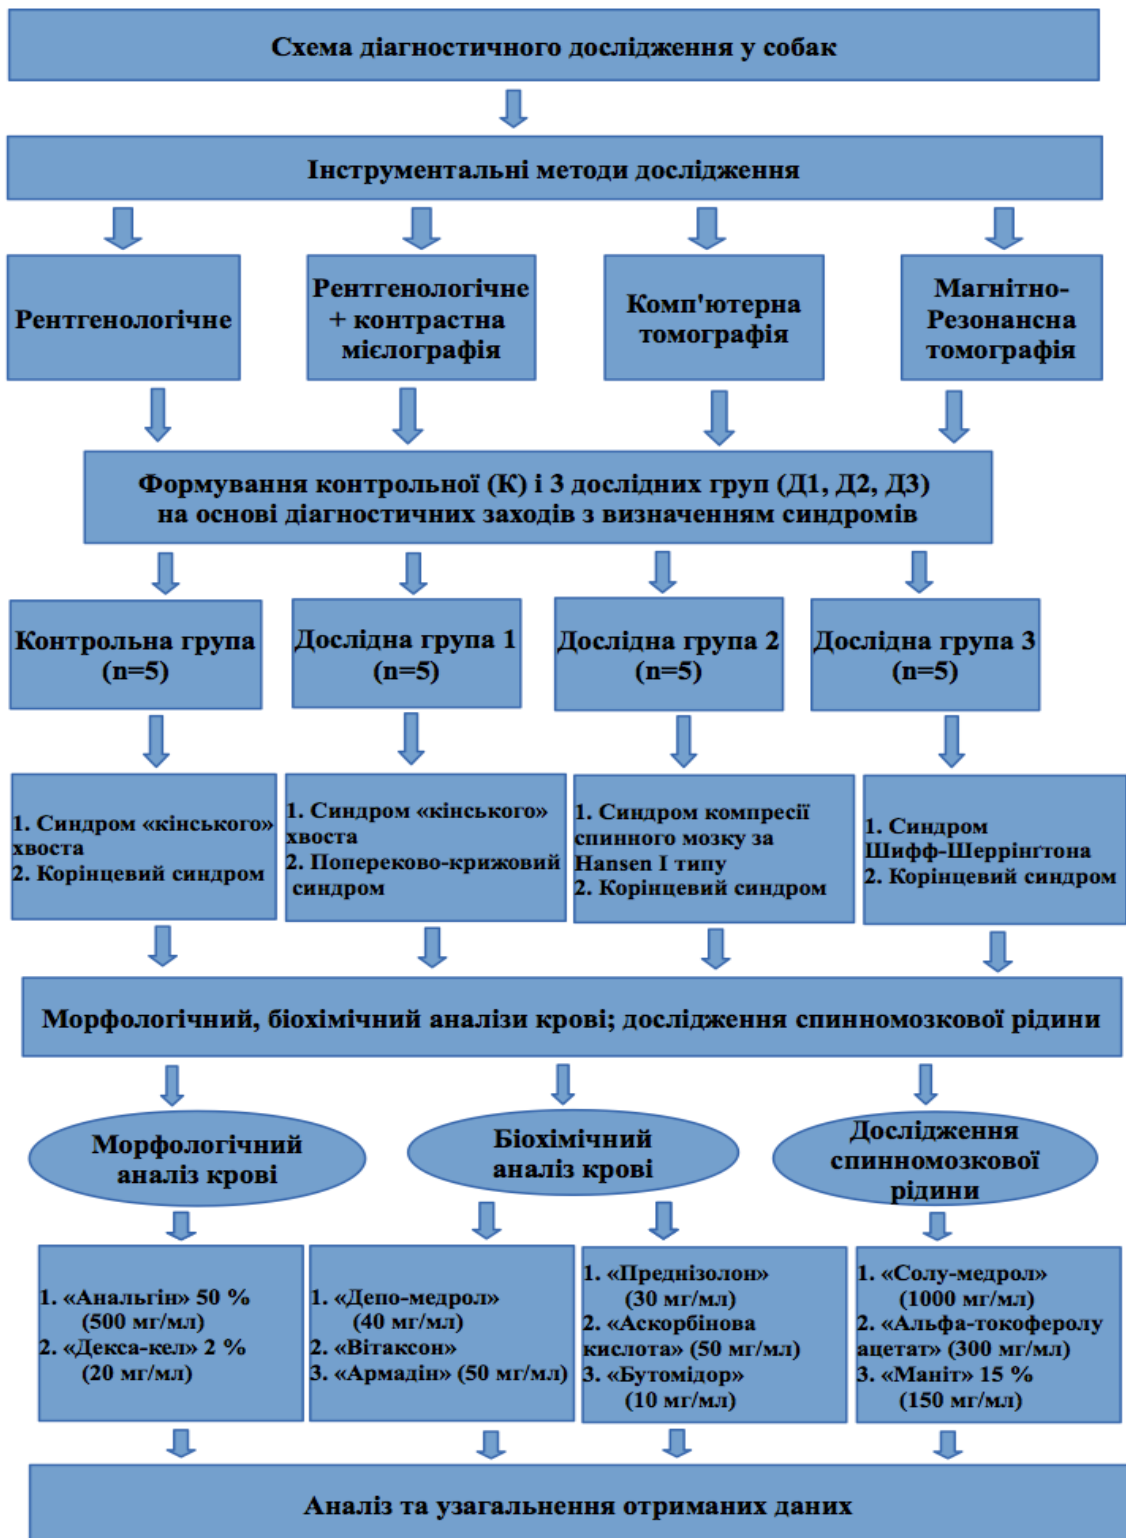 Схема діагностичного дослідження у собак
Інструментальні методи дослідження
Рентгенологічне
Рентгенологічне
+ контрастна
мієлографія
Комп'ютерна
томографія
Магнітно-
Резонансна
томографія
Формування контрольної (К) і 3 дослідних груп (Д1, Д2, Д3)
на основі діагностичних заходів з визначенням синдромів
Контрольна група
(n=5)
Дослідна група 1
(n=5)
Дослідна група 2
(n=5)
Дослідна група 3
(n=5)
1. Синдром «кінського»
хвоста
2. Корінцевий синдром
1. Синдром «кінського»
хвоста
2. Попереково-крижовий
синдром
1. Синдром компресії
спинного мозку за
Hansen I типу
2. Корінцевий синдром
1. Синдром
Шифф-Шеррінгтона
2. Корінцевий синдром
Морфологічний, біохімічний аналізи крові; дослідження спинномозкової рідини
Морфологічний
аналіз крові
Біохімічний
аналіз крові
Дослідження
спинномозкової
рідини
1. «Анальгін» 50 %
(500 мг/мл)
2. «Декса-кел» 2 %
(20 мг/мл)
1. «Депо-медрол»
(40 мг/мл)
2. «Вітаксон»
3. «Армадін» (50 мг/мл)
1. «Преднізолон»
(30 мг/мл)
2. «Аскорбінова
кислота» (50 мг/мл)
3. «Бутомідор»
(10 мг/мл)
1. «Солу-медрол»
(1000 мг/мл)
2. «Альфа-токоферолу
ацетат» (300 мг/мл)
3. «Маніт» 15 %
(150 мг/мл)
Аналіз та узагальнення отриманих даних